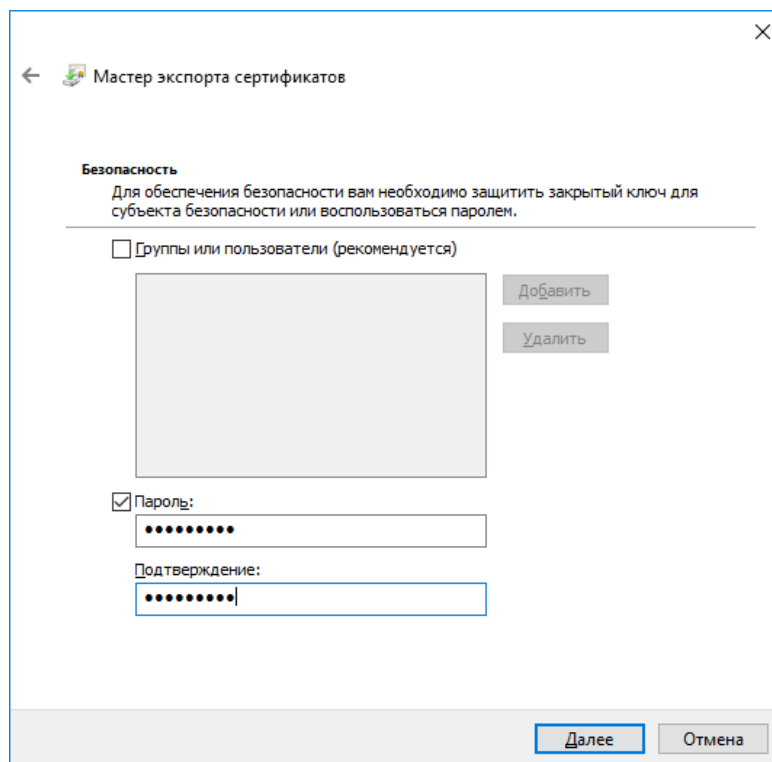 Мастер экспорта сертификатов
Безопасность
Для обеспечения безопасности вам необходимо защитить закрытый ключ для
субъекта безопасности или воспользоваться паролем.
Группы или пользователи (рекомендуется)
Добавить
Удалить
Пароль:
•••••••••
Подтверждение:
•••••••••
Далее
Отмена